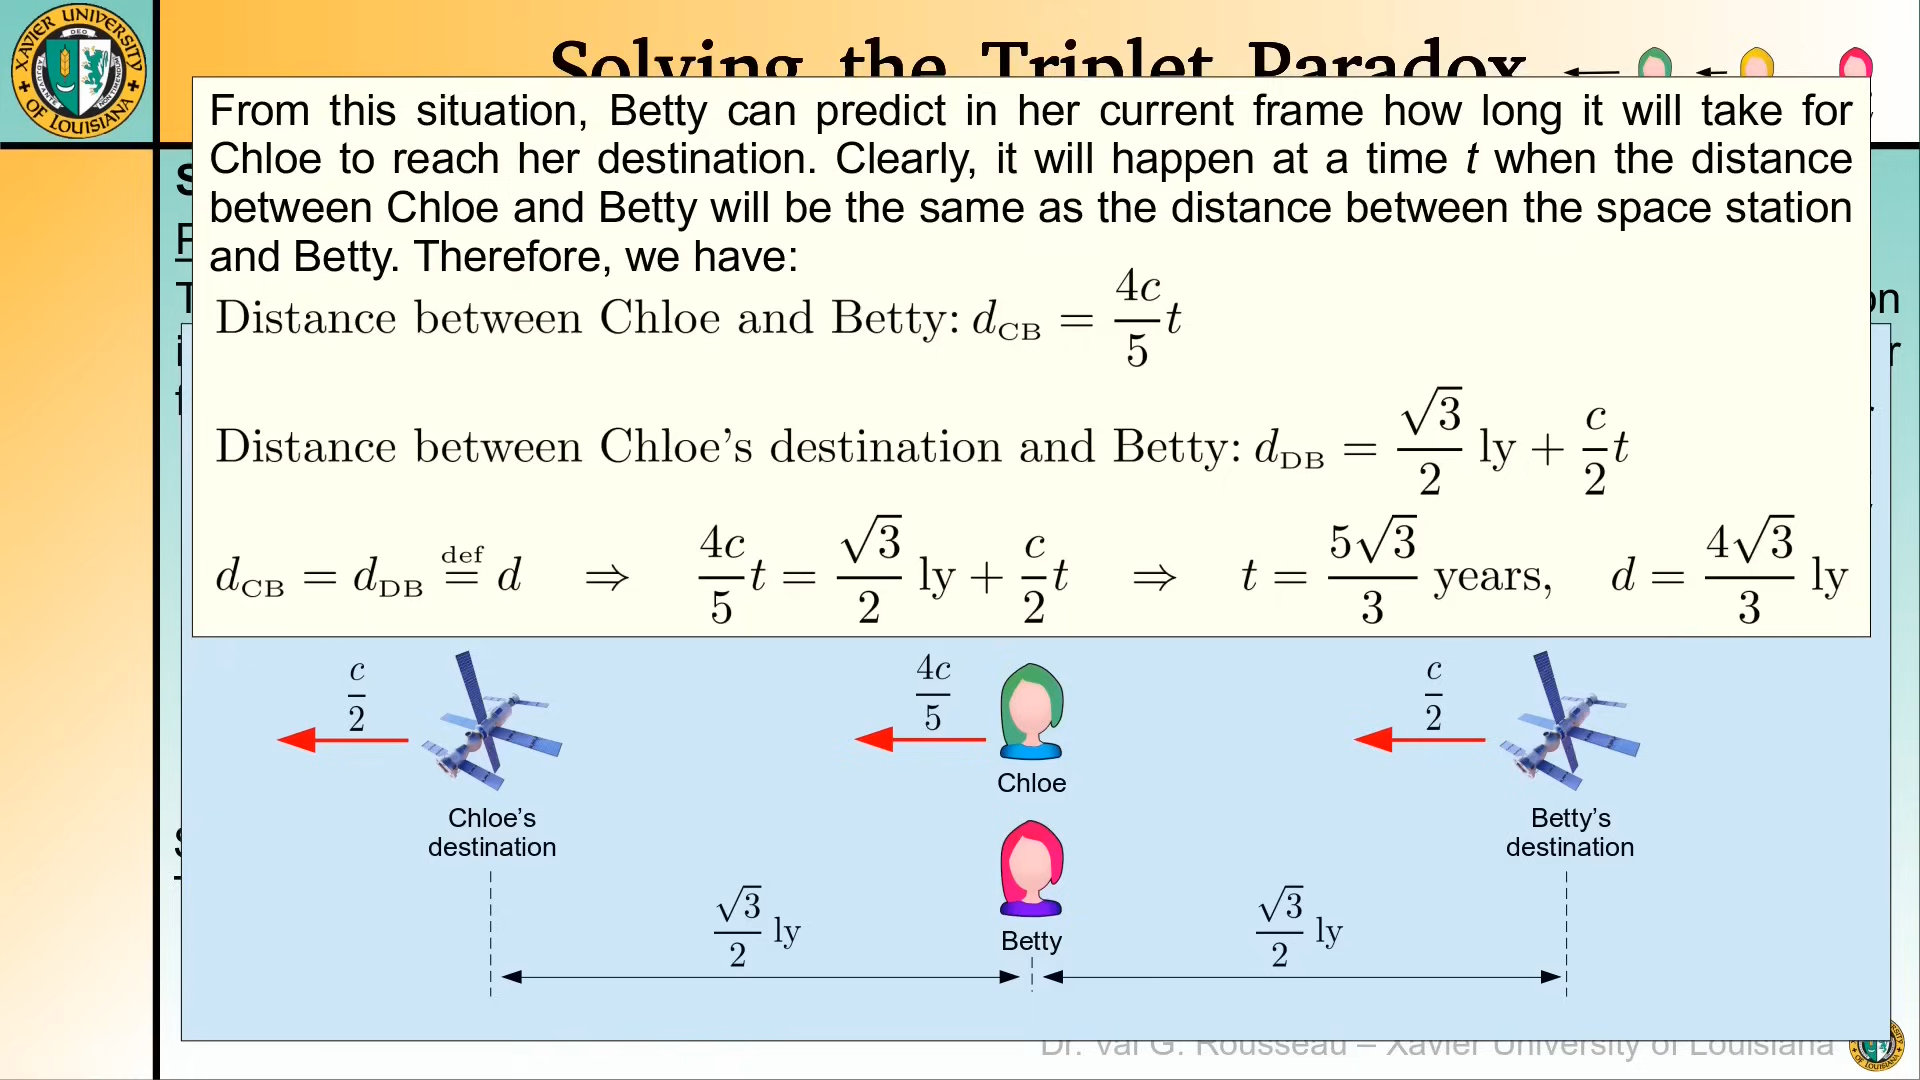 XAVIER UNIVERSITY
OF LOUISIANA
Solving the Triplet Paradox
From this situation, Betty can predict in her current frame how long it will take for
Chloe to reach her destination. Clearly, it will happen at a time t when the distance
between Chloe and Betty will be the same as the distance between the space station
and Betty. Therefore, we have:
Distance between Chloe and Betty: d_CB = 4c/5 t
Distance between Chloe's destination and Betty: d_DB = √3/2 ly + c/2 t
d_CB = d_DB def= d ⇒ 4c/5 t = √3/2 ly + c/2 t ⇒ t = 5√3/3 years, d = 4√3/3 ly
c/2
4c/5
c/2
Chloe
Chloe's
destination
Betty's
destination
√3/2 ly
√3/2 ly
Betty
Dr. Val G. Rousseau – Xavier University of Louisiana